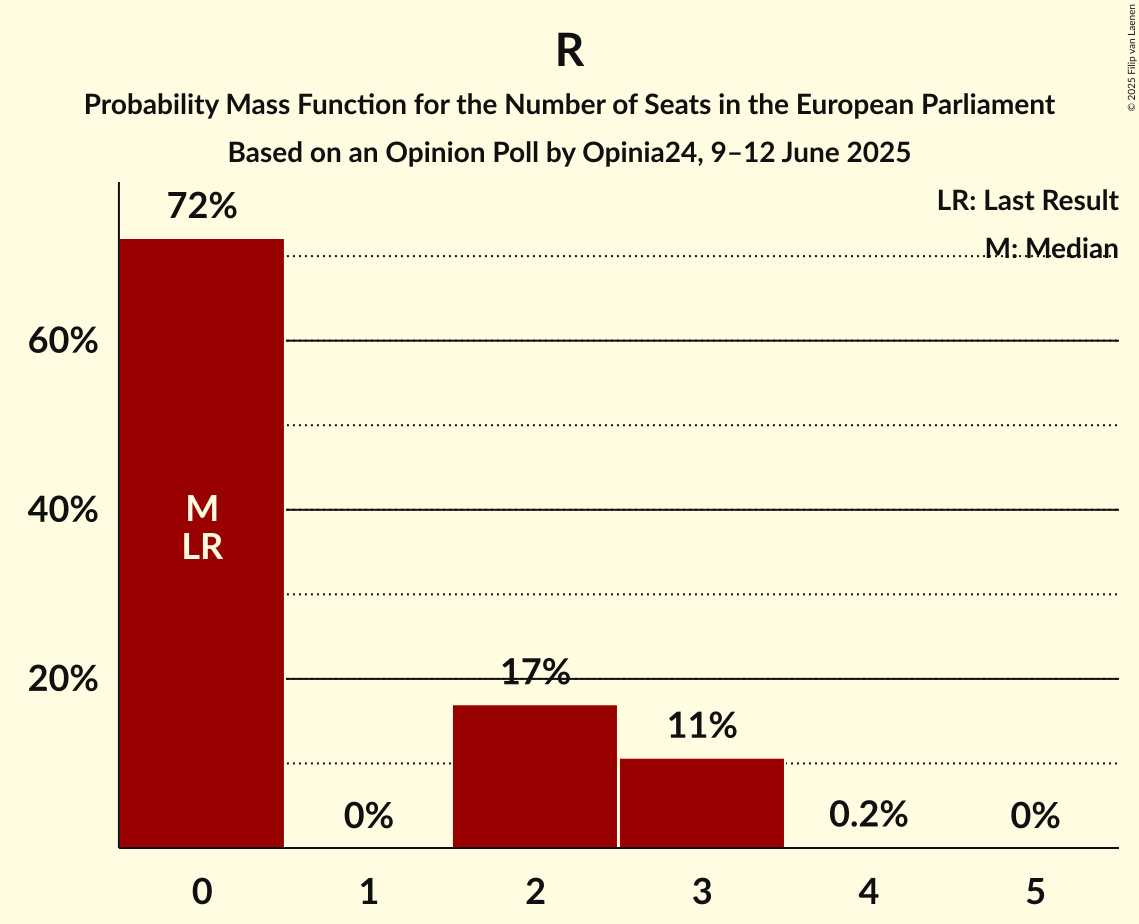 R
Probability Mass Function for the Number of Seats in the European Parliament
Based on an Opinion Poll by Opinia24, 9–12 June 2025
© 2025 Filip van Laenen
LR: Last Result
M: Median
72%
60%
40%
20%
M
LR
0%
17%
11%
0.2%
0%
0
1
2
3
4
5